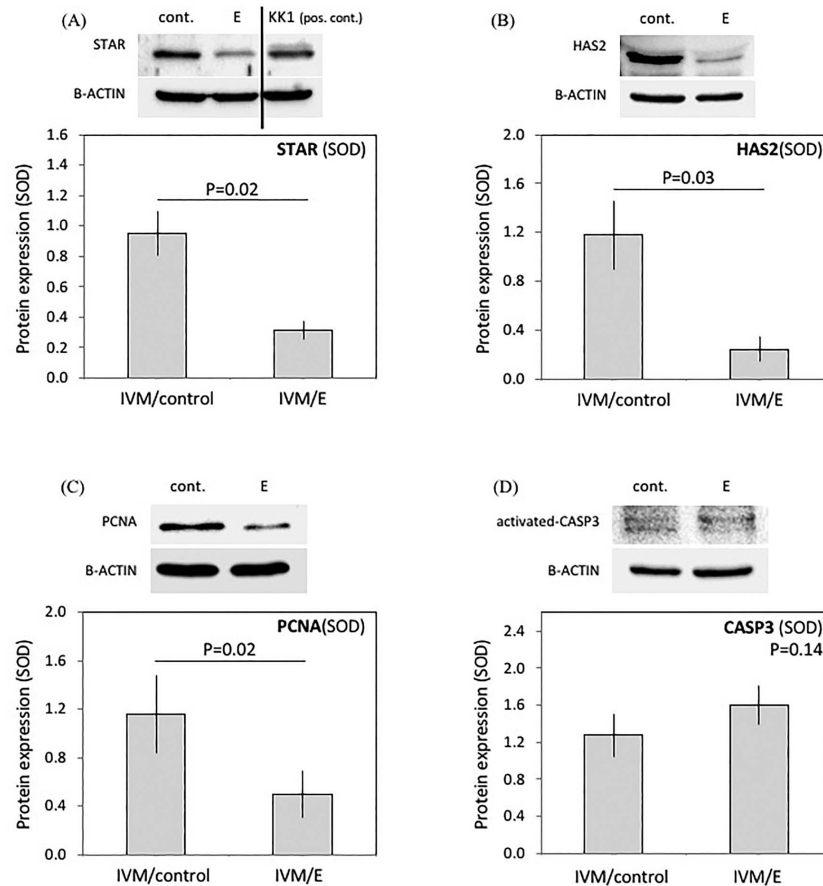 (A)
cont. E KK1 (pos. cont.)
STAR
B-ACTIN
STAR (SOD)
P=0.02
Protein expression (SOD)
1.6
1.4
1.2
1.0
0.8
0.6
0.4
0.2
0.0
IVM/control IVM/E
(B)
cont. E
HAS2
B-ACTIN
HAS2(SOD)
P=0.03
Protein expression (SOD)
2.0
1.6
1.2
0.8
0.4
0.0
IVM/control IVM/E
(C)
cont. E
PCNA
B-ACTIN
PCNA(SOD)
P=0.02
Protein expression (SOD)
2.0
1.6
1.2
0.8
0.4
0.0
IVM/control IVM/E
(D)
cont. E
activated-CASP3
B-ACTIN
CASP3 (SOD)
P=0.14
Protein expression (SOD)
2.4
2.0
1.6
1.2
0.8
0.4
0.0
IVM/control IVM/E